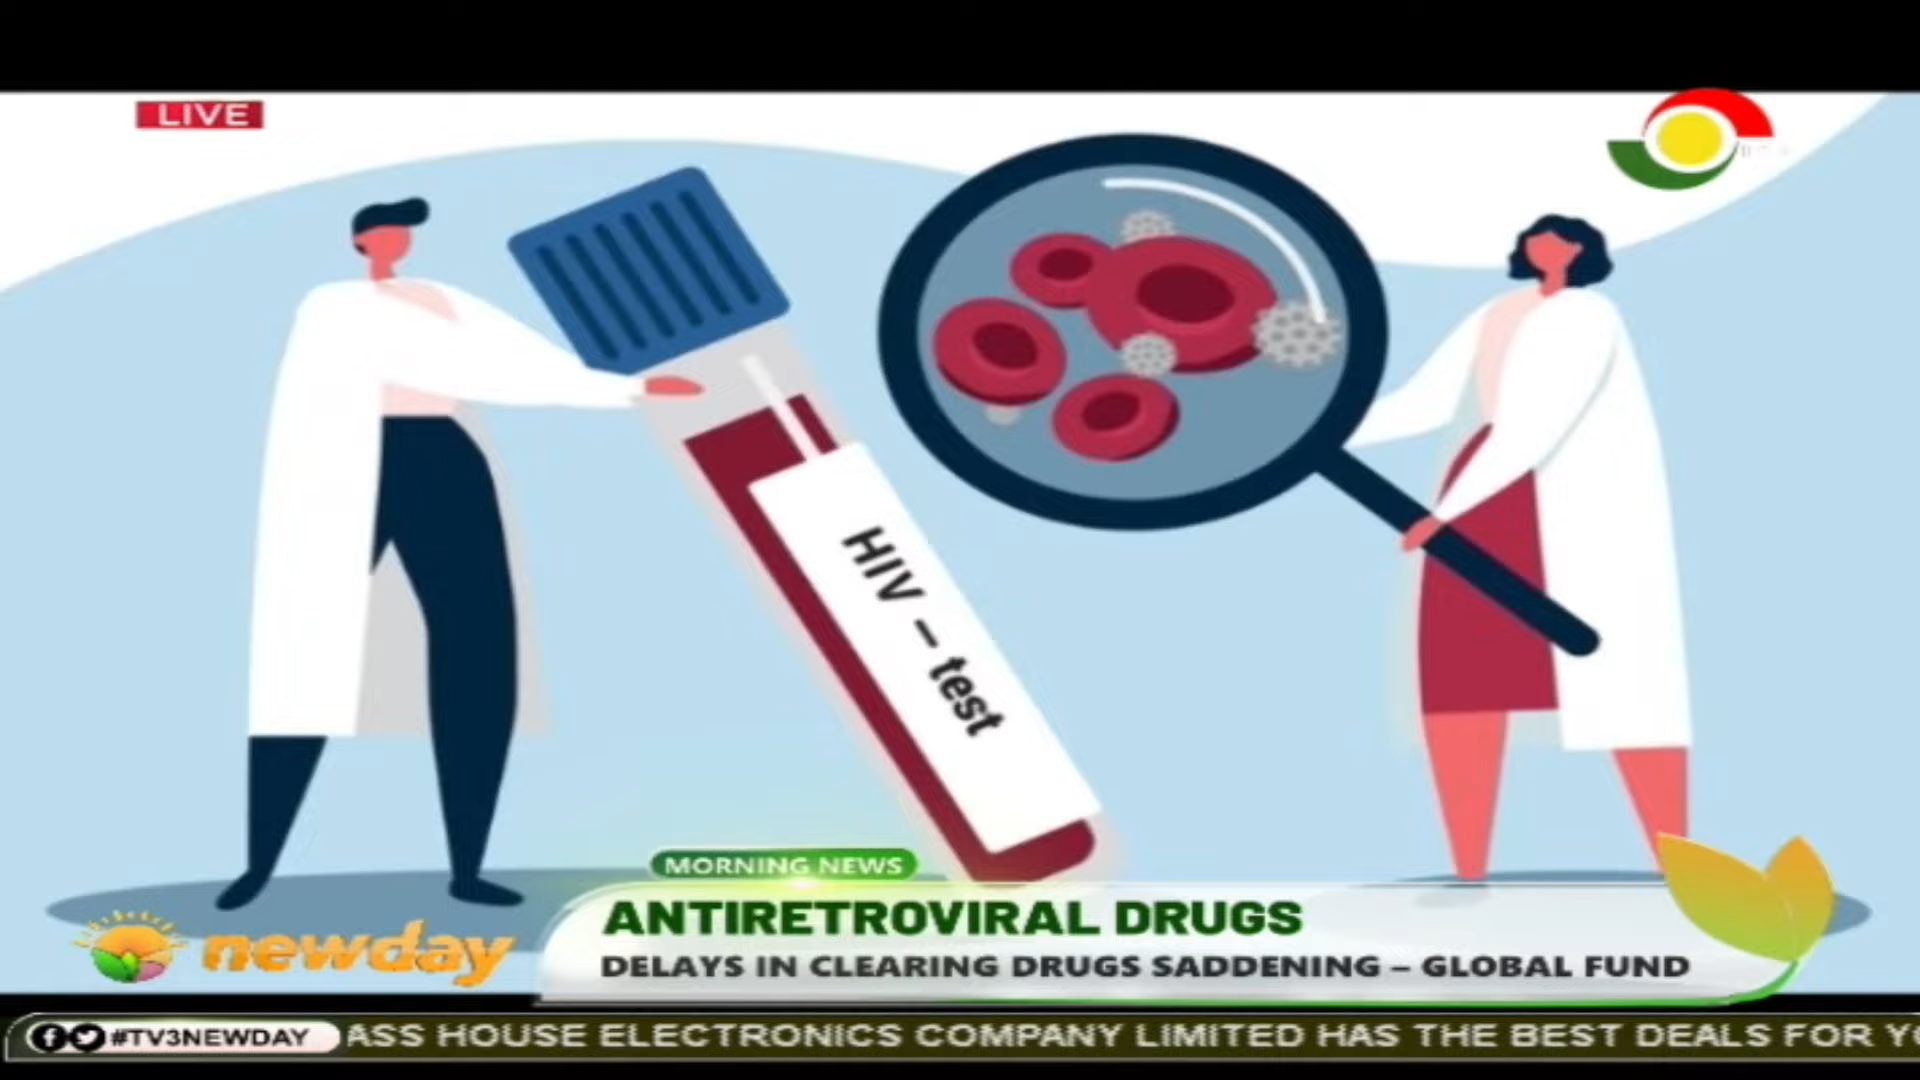 LIVE
HIV – test
MORNING NEWS
ANTIRETROVIRAL DRUGS
newday
DELAYS IN CLEARING DRUGS SADDENING – GLOBAL FUND
#TV3NEWDAY
ASS HOUSE ELECTRONICS COMPANY LIMITED HAS THE BEST DEALS FOR YO